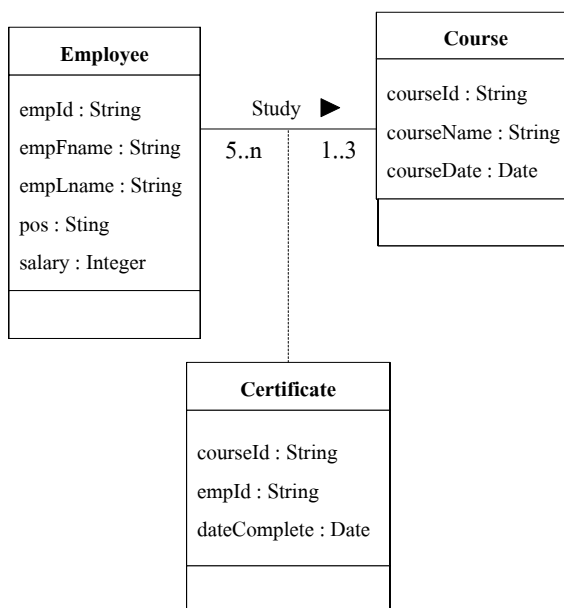 Employee
empId : String
empFname : String
empLname : String
pos : Sting
salary : Integer
Study ►
5..n
1..3
Course
courseId : String
courseName : String
courseDate : Date
Certificate
courseId : String
empId : String
dateComplete : Date